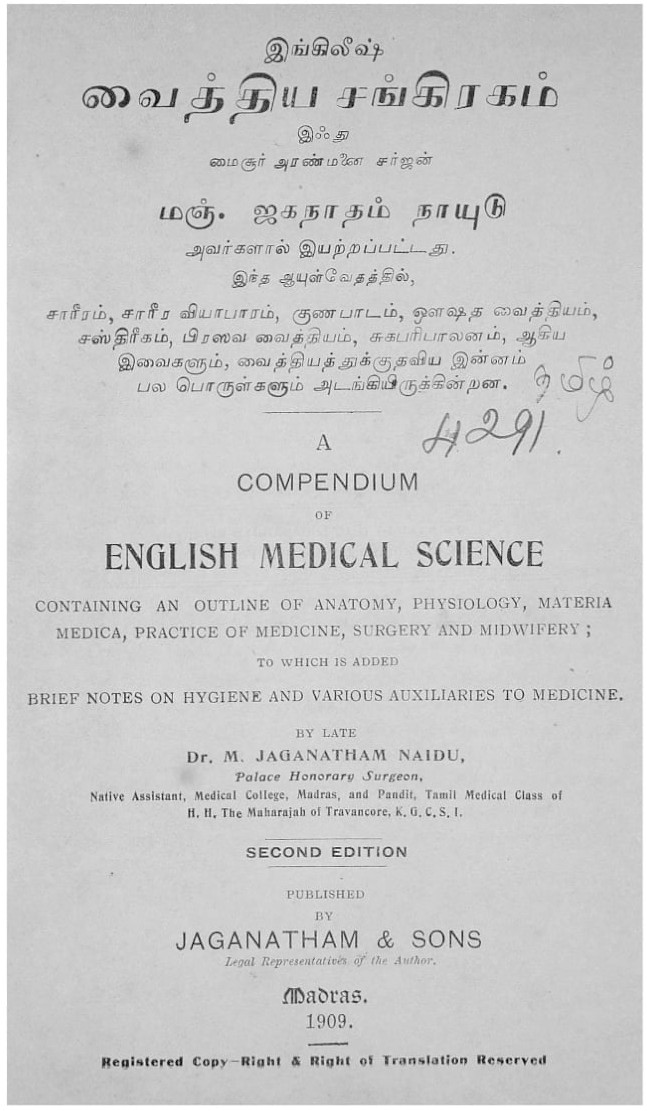 இங்கிலீஷ்
வைத்திய சங்கிரகம்
இஃது
மைசூர் அரண்மனை சர்ஜன்
மஞ். ஜகநாதம் நாயுடு
அவர்களால் இயற்றப்பட்டது.
இந்த ஆயுள்வேதத்தில்,
சாரீரம், சாரீர வியாபாரம், குணபாடம், ஔஷத வைத்தியம்,
சஸ்திரீகம், பிரஸவ வைத்தியம், சுகபரிபாலனம், ஆகிய
இவைகளும், வைத்தியத்துக்குதவிய இன்னம்
பல பொருள்களும் அடங்கியிருக்கின்றன.
தமிழ்
4291.
A
COMPENDIUM
OF
ENGLISH MEDICAL SCIENCE
CONTAINING AN OUTLINE OF ANATOMY, PHYSIOLOGY, MATERIA
MEDICA, PRACTICE OF MEDICINE, SURGERY AND MIDWIFERY ;
TO WHICH IS ADDED
BRIEF NOTES ON HYGIENE AND VARIOUS AUXILIARIES TO MEDICINE.
BY LATE
Dr. M. JAGANATHAM NAIDU,
Palace Honorary Surgeon,
Native Assistant, Medical College, Madras, and Pandit, Tamil Medical Class of
H. H. The Maharajah of Travancore, K. G. C. S. I.
SECOND EDITION
PUBLISHED
BY
JAGANATHAM & SONS
Legal Representatives of the Author.
Madras.
1909.
Registered Copy-Right & Right of Translation Reserved